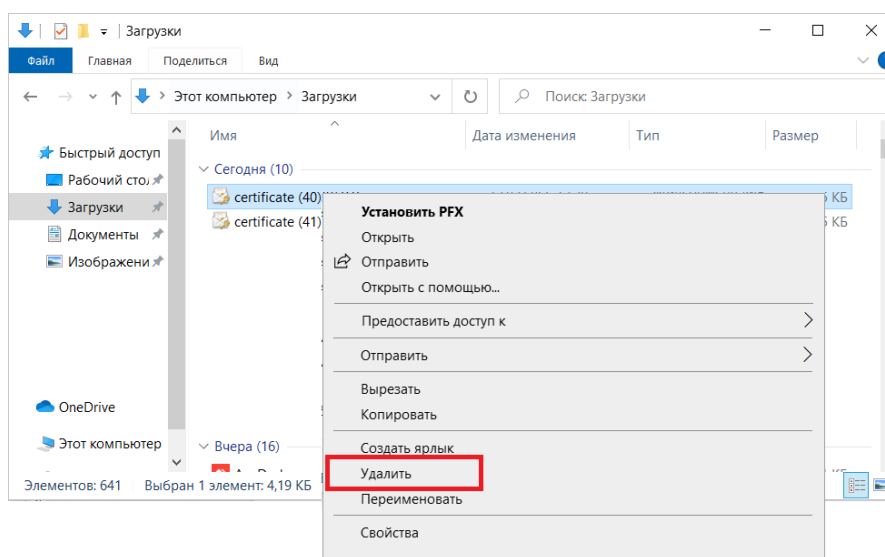 Загрузки
Файл Главная Поделиться Вид
Этот компьютер Загрузки Поиск: Загрузки
Имя Дата изменения Тип Размер
Быстрый доступ
Сегодня (10)
Рабочий стол
certificate (40) КБ
Загрузки
certificate (41) КБ
Документы
Изображени
Установить PFX
Открыть
Отправить
Открыть с помощью...
Предоставить доступ к
Отправить
Вырезать
Копировать
Создать ярлык
Удалить
Переименовать
Свойства
OneDrive
Этот компьютер
Вчера (16)
Элементов: 641 Выбран 1 элемент: 4,19 КБ